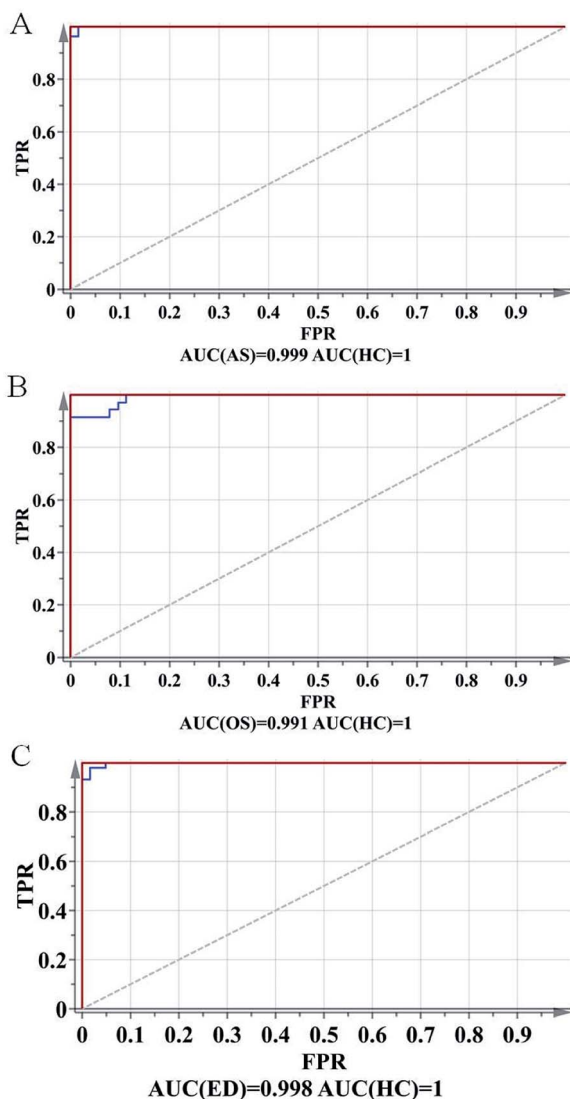 A
0.8
0.6
TPR
0.4
0.2
0
0 0.1 0.2 0.3 0.4 0.5 0.6 0.7 0.8 0.9
FPR
AUC(AS)=0.999 AUC(HC)=1
B
0.8
0.6
TPR
0.4
0.2
0
0 0.1 0.2 0.3 0.4 0.5 0.6 0.7 0.8 0.9
FPR
AUC(OS)=0.991 AUC(HC)=1
C
0.8
0.6
TPR
0.4
0.2
0
0 0.1 0.2 0.3 0.4 0.5 0.6 0.7 0.8 0.9
FPR
AUC(ED)=0.998 AUC(HC)=1